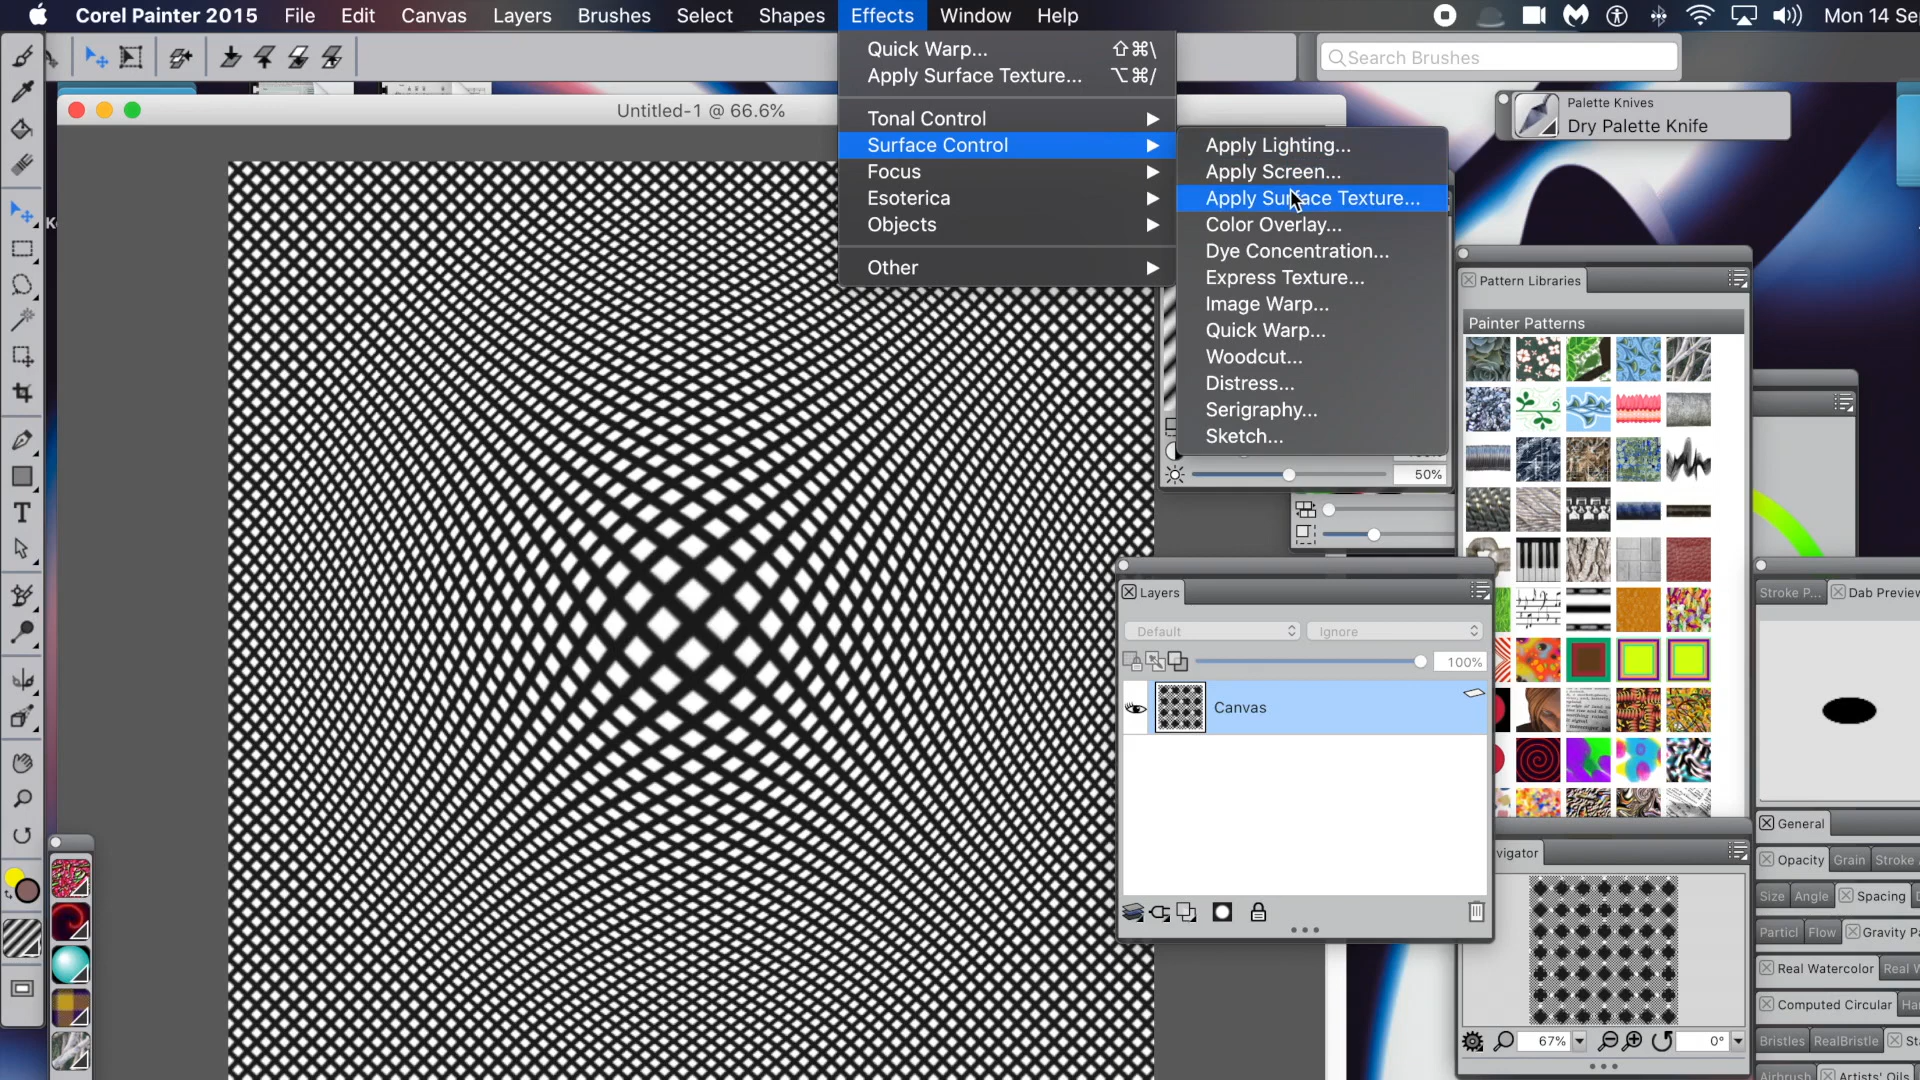 Corel Painter 2015 File Edit Canvas Layers Brushes Select Shapes Effects Window Help Mon 14 Se
Search Brushes
Untitled-1 @ 66.6%
Quick Warp... ⇧⌘\
Apply Surface Texture... ⌥⌘/
Tonal Control
Surface Control
Focus
Esoterica
Objects
Other
Apply Lighting...
Apply Screen...
Apply Surface Texture...
Color Overlay...
Dye Concentration...
Express Texture...
Image Warp...
Quick Warp...
Woodcut...
Distress...
Serigraphy...
Sketch...
50%
Palette Knives
Dry Palette Knife
Pattern Libraries
Painter Patterns
Layers
Default Ignore
100%
Canvas
vigator
67% 0°
Stroke P... Dab Preview
General
Opacity Grain Stroke
Size Angle Spacing
Particl Flow Gravity Pa
Real Watercolor Real W
Computed Circular Ha
Bristles RealBristle St
Airbrush Artists' Oils